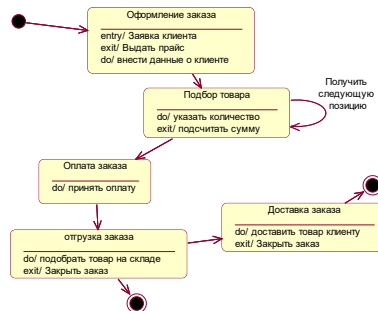 Оформление заказа
entry/ Заявка клиента
exit/ Выдать прайс
do/ внести данные о клиенте
Подбор товара
do/ указать количество
exit/ подсчитать сумму
Получить
следующую
позицию
Оплата заказа
do/ принять оплату
Доставка заказа
do/ доставить товар клиенту
exit/ Закрыть заказ
отгрузка заказа
do/ подобрать товар на складе
exit/ Закрыть заказ